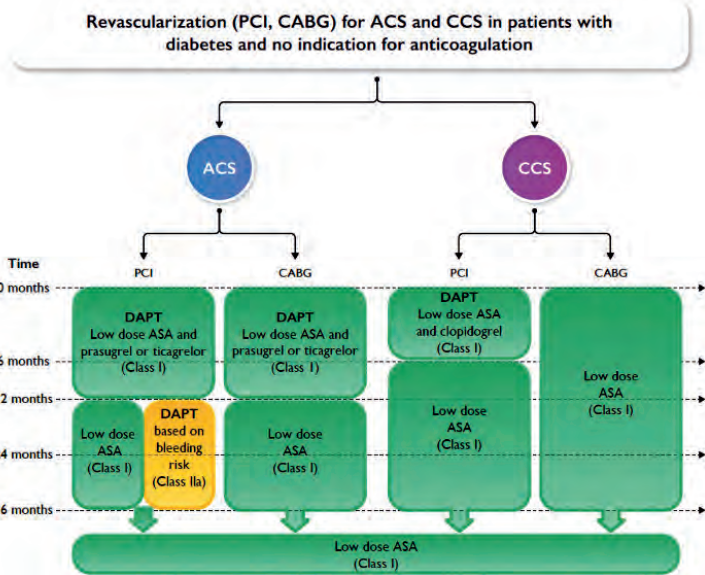 Revascularization (PCI, CABG) for ACS and CCS in patients with
diabetes and no indication for anticoagulation
ACS
CCS
Time
PCI
CABG
PCI
CABG
0 months
DAPT
Low dose ASA and
prasugrel or ticagrelor
(Class I)
DAPT
Low dose ASA and
prasugrel or ticagrelor
(Class I)
DAPT
Low dose ASA
and clopidogrel
(Class I)
6 months
2 months
Low dose
ASA
(Class I)
DAPT
based on
bleeding
risk
(Class IIa)
Low dose
ASA
(Class I)
Low dose
ASA
(Class I)
Low dose
ASA
(Class I)
4 months
6 months
Low dose ASA
(Class I)